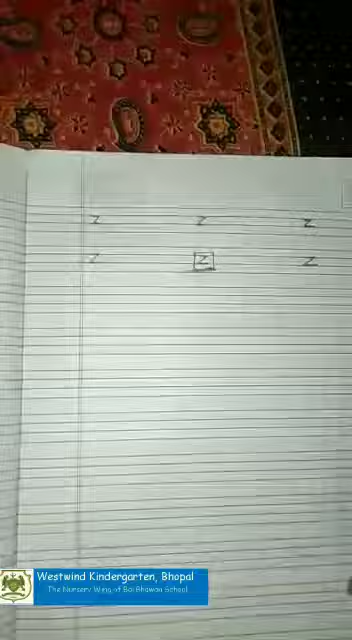 z z z
z z z
Westwind Kindergarten, Bhopal
The Nursery Wing of Bal Bhawan School